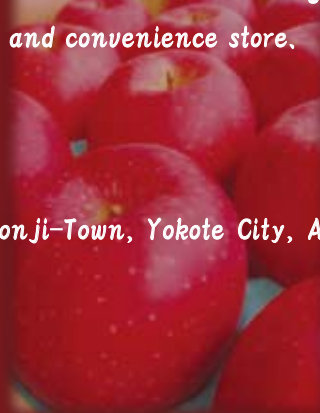 and convenience store、
onji-Town, Yokote City, A